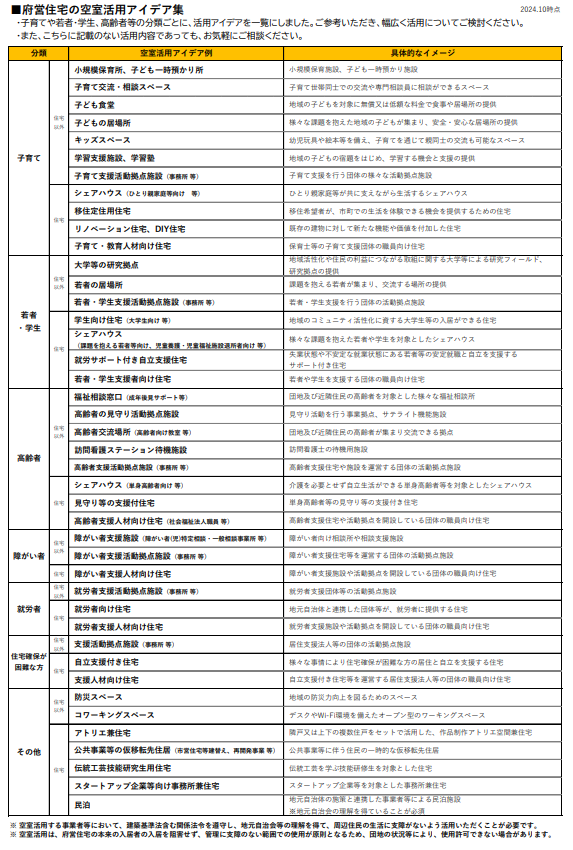 ■府営住宅の空室活用アイデア集
2024.10時点
・子育てや若者・学生、高齢者等の分類ごとに、活用アイデアを一覧にしました。ご参考いただき、幅広く活用についてご検討ください。
・また、こちらに記載のない活用内容であっても、お気軽にご相談ください。
分類 空室活用アイデア例 具体的なイメージ
子育て
住宅以外
小規模保育所、子ども一時預かり所 小規模保育施設、子ども一時預かり施設
子育て交流・相談スペース 子育て世帯同士での交流や専門相談員に相談ができるスペース
子ども食堂 地域の子どもを対象に無償又は低額な料金で食事や居場所の提供
子どもの居場所 様々な課題を抱えた地域の子どもが集まり、安全・安心な居場所の提供
キッズスペース 幼児玩具や絵本等を備え、子育てを通じて親同士の交流も可能なスペース
学習支援施設、学習塾 地域の子どもの宿題をはじめ、学習する機会と支援の提供
子育て支援活動拠点施設（事務所 等） 子育て支援を行う団体の様々な活動拠点施設
住宅
シェアハウス（ひとり親家庭等向け 等） ひとり親家庭等が共に支えながら生活するシェアハウス
移住定住用住宅 移住希望者が、市町での生活を体験できる機会を提供するための住宅
リノベーション住宅、DIY住宅 既存の建物に対して新たな機能や価値を付加した住宅
子育て・教育人材向け住宅 保育士等の子育て支援団体の職員向け住宅
若者・学生
住宅以外
大学等の研究拠点 地域活性化や住民の利益につながる取組に関する大学等による研究フィールド、
研究拠点の提供
若者の居場所 課題を抱える若者が集まり、交流する場所の提供
若者・学生支援活動拠点施設（事務所 等） 若者・学生支援を行う団体の活動拠点施設
住宅
学生向け住宅（大学生向け 等） 地域のコミュニティ活性化に資する大学生等の入居ができる住宅
シェアハウス
（課題を抱える若者等向け、児童養護・児童福祉施設退所者向け 等） 様々な課題を抱えた若者や学生を対象としたシェアハウス
就労サポート付き自立支援住宅 失業状態や不安定な就業状態にある若者等の安定就職と自立を支援する
サポート付き住宅
若者・学生支援者向け住宅 若者や学生を支援する団体の職員向け住宅
高齢者
住宅以外
福祉相談窓口（成年後見サポート等） 団地及び近隣住民の高齢者を対象とした様々な福祉相談所
高齢者の見守り活動拠点施設 見守り活動を行う事業拠点、サテライト機能施設
高齢者交流場所（高齢者向け教室 等） 団地及び近隣住民の高齢者が集まり交流できる拠点
訪問看護ステーション待機施設 訪問看護士の待機用施設
高齢者支援活動拠点施設（事務所 等） 高齢者支援住宅や施設を運営する団体の活動拠点施設
住宅
シェアハウス（単身高齢者向け 等） 介護を必要とせず自立生活ができる単身高齢者等を対象としたシェアハウス
見守り等の支援付住宅 単身高齢者等の見守り等の支援付き住宅
高齢者支援人材向け住宅（社会福祉法人職員 等） 高齢者支援住宅や活動拠点を開設している団体の職員向け住宅
障がい者
住宅以外
障がい者支援施設（障がい者(児)特定相談・一般相談事業所 等） 障がい者向け相談所や相談支援施設
障がい者支援活動拠点施設（事務所 等） 障がい者支援住宅等を運営する団体の活動拠点施設
住宅
障がい者支援人材向け住宅 障がい者支援施設や活動拠点を開設している団体の職員向け住宅
就労者
住宅以外
就労者支援活動拠点施設（事務所 等） 就労者支援団体等の活動拠点施設
住宅
就労者向け住宅 地元自治体と連携した団体等が、就労者に提供する住宅
就労者支援人材向け住宅 就労者支援施設や活動拠点を開設している団体の職員向け住宅
住宅確保が困難な方
住宅以外
支援活動拠点施設（事務所 等） 居住支援法人等の団体の活動拠点施設
住宅
自立支援付き住宅 様々な事情により住宅確保が困難な方の居住と自立を支援する住宅
支援人材向け住宅 自立支援付き住宅等を運営する居住支援法人等の団体の職員向け住宅
その他
住宅以外
防災スペース 地域の防災力向上を図るためのスペース
コワーキングスペース デスクやWi-Fi環境を備えたオープン型のワーキングスペース
住宅
アトリエ兼住宅 隣戸又は上下の複数住戸をセットで活用した、作品制作アトリエ空間兼住宅
公共事業等の仮移転先住居（市営住宅等建替え、再開発事業 等） 公共事業等に伴う住民の一時的な仮移転先住居
伝統工芸技能研究生用住宅 伝統工芸を学ぶ技能研修生を対象とした住宅
スタートアップ企業等向け事務所兼住宅 スタートアップ企業等を対象とした事務所兼住宅
民泊 地元自治体の施策と連携した事業者等による民泊施設
※地元自治会の理解を得ていることが必須
※ 空室活用する事業者等において、建築基準法含む関係法令を遵守し、地元自治会等の理解を得て、周辺住民の生活に支障がないよう活用いただくことが必要です。
※ 空室活用は、府営住宅の本来の入居者の入居を阻害せず、管理に支障のない範囲での使用が原則となるため、団地の状況等により、使用許可できない場合があります。